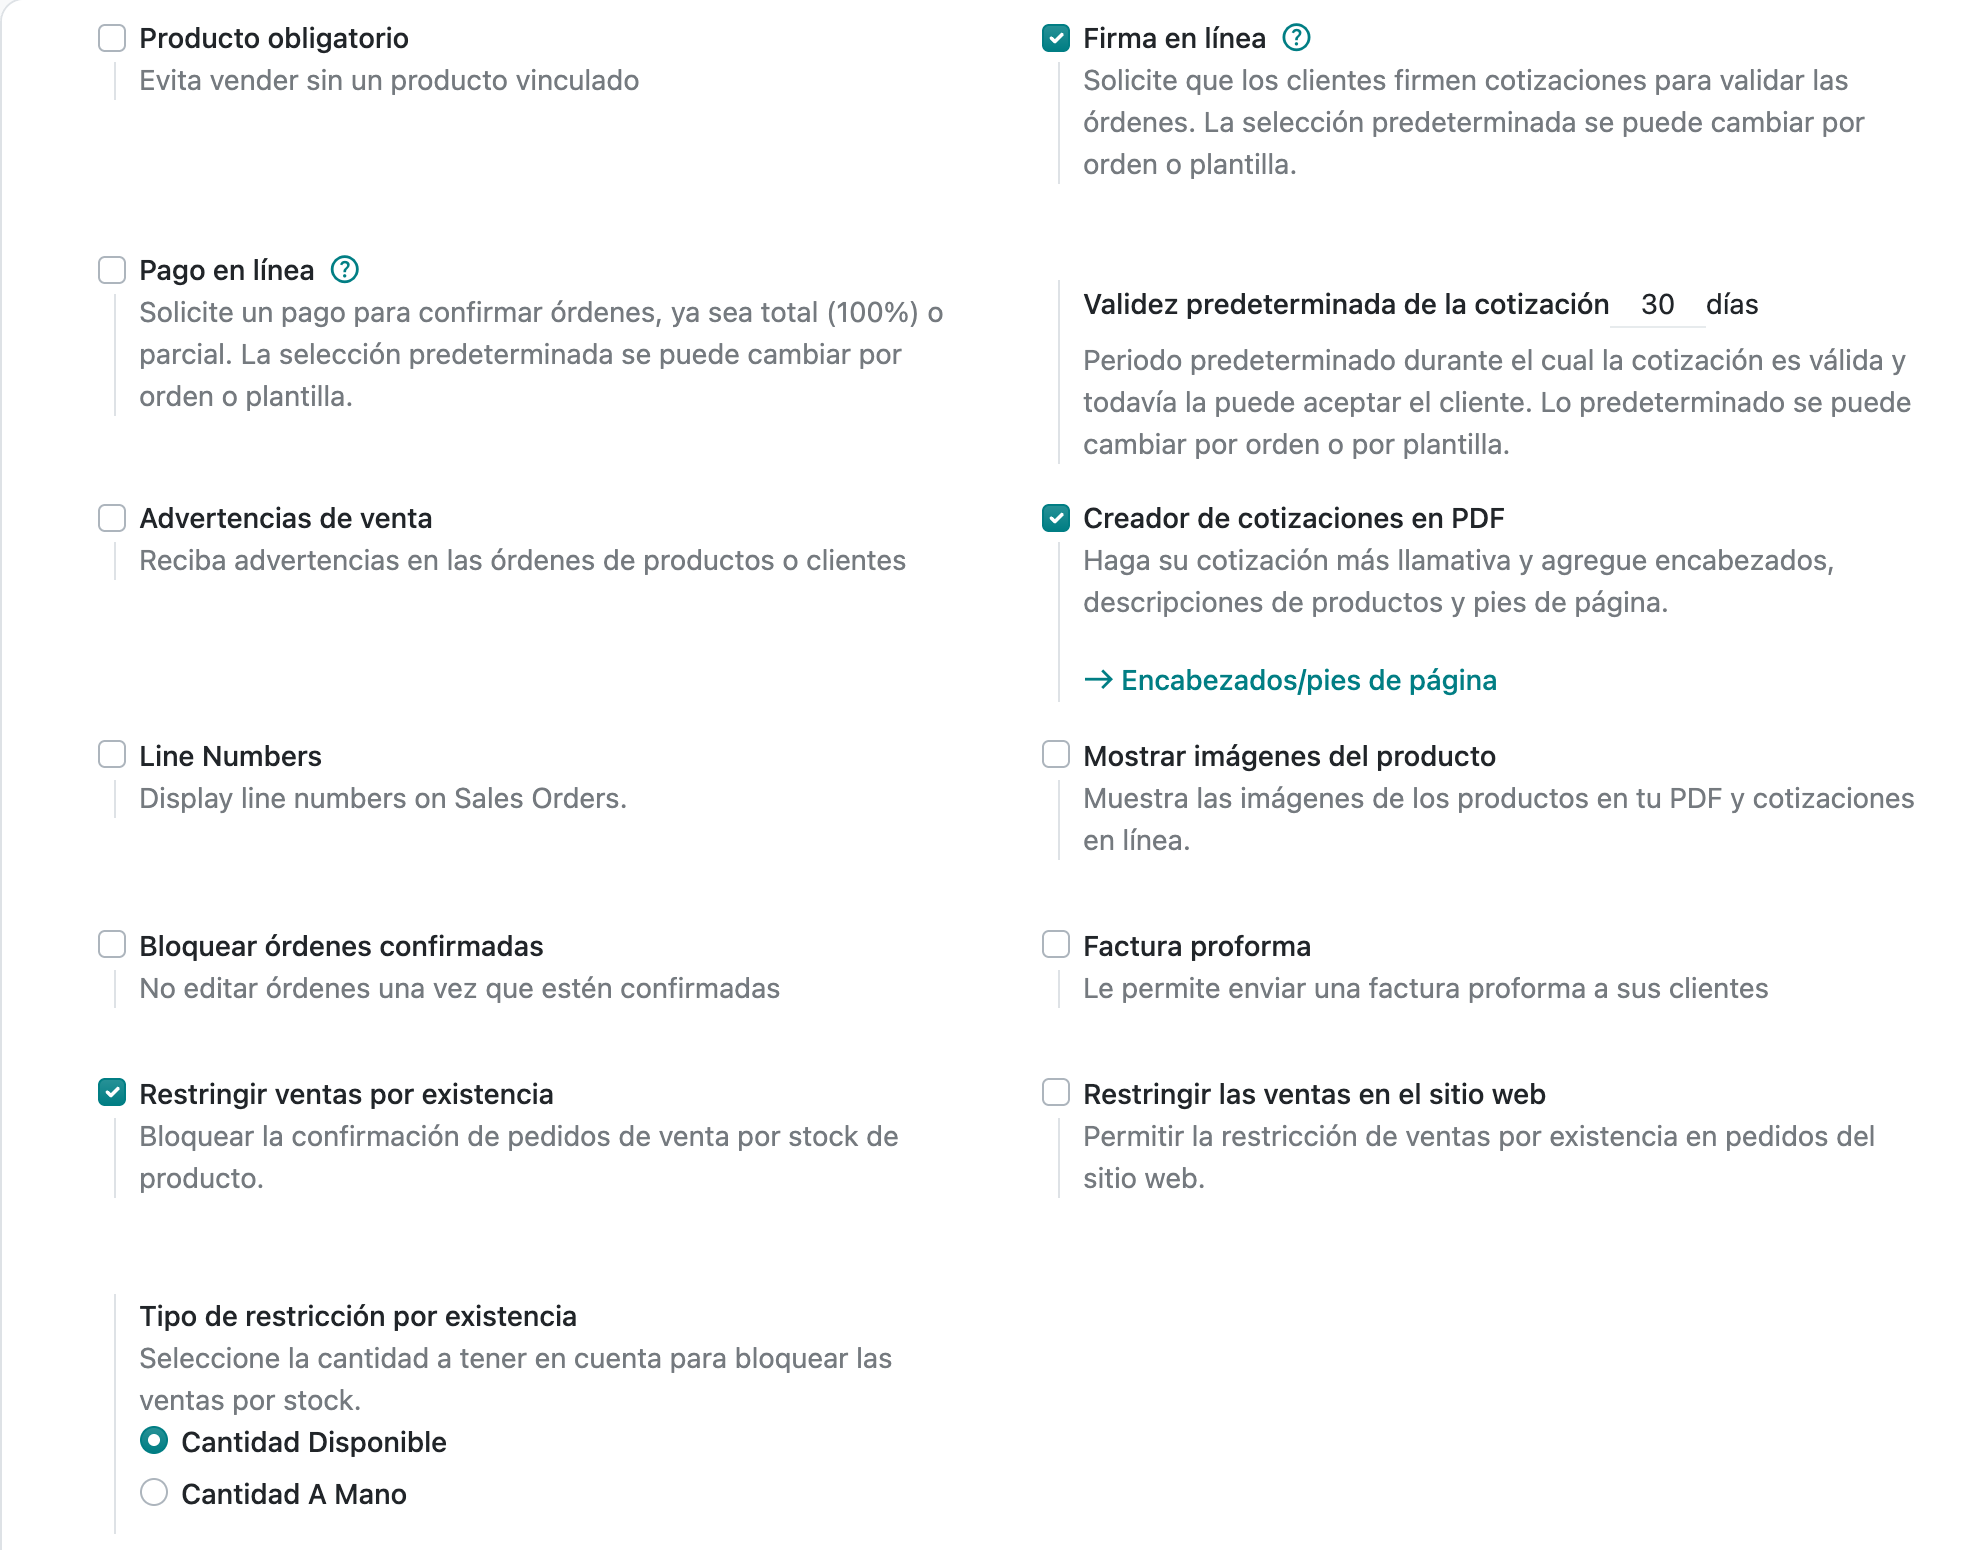 Producto obligatorio
Evita vender sin un producto vinculado
Firma en línea ?
Solicite que los clientes firmen cotizaciones para validar las
órdenes. La selección predeterminada se puede cambiar por
orden o plantilla.
Pago en línea ?
Solicite un pago para confirmar órdenes, ya sea total (100%) o
parcial. La selección predeterminada se puede cambiar por
orden o plantilla.
Validez predeterminada de la cotización 30 días
Periodo predeterminado durante el cual la cotización es válida y
todavía la puede aceptar el cliente. Lo predeterminado se puede
cambiar por orden o por plantilla.
Advertencias de venta
Reciba advertencias en las órdenes de productos o clientes
Creador de cotizaciones en PDF
Haga su cotización más llamativa y agregue encabezados,
descripciones de productos y pies de página.
→ Encabezados/pies de página
Line Numbers
Display line numbers on Sales Orders.
Mostrar imágenes del producto
Muestra las imágenes de los productos en tu PDF y cotizaciones
en línea.
Bloquear órdenes confirmadas
No editar órdenes una vez que estén confirmadas
Factura proforma
Le permite enviar una factura proforma a sus clientes
Restringir ventas por existencia
Bloquear la confirmación de pedidos de venta por stock de
producto.
Restringir las ventas en el sitio web
Permitir la restricción de ventas por existencia en pedidos del
sitio web.
Tipo de restricción por existencia
Seleccione la cantidad a tener en cuenta para bloquear las
ventas por stock.
Cantidad Disponible
Cantidad A Mano